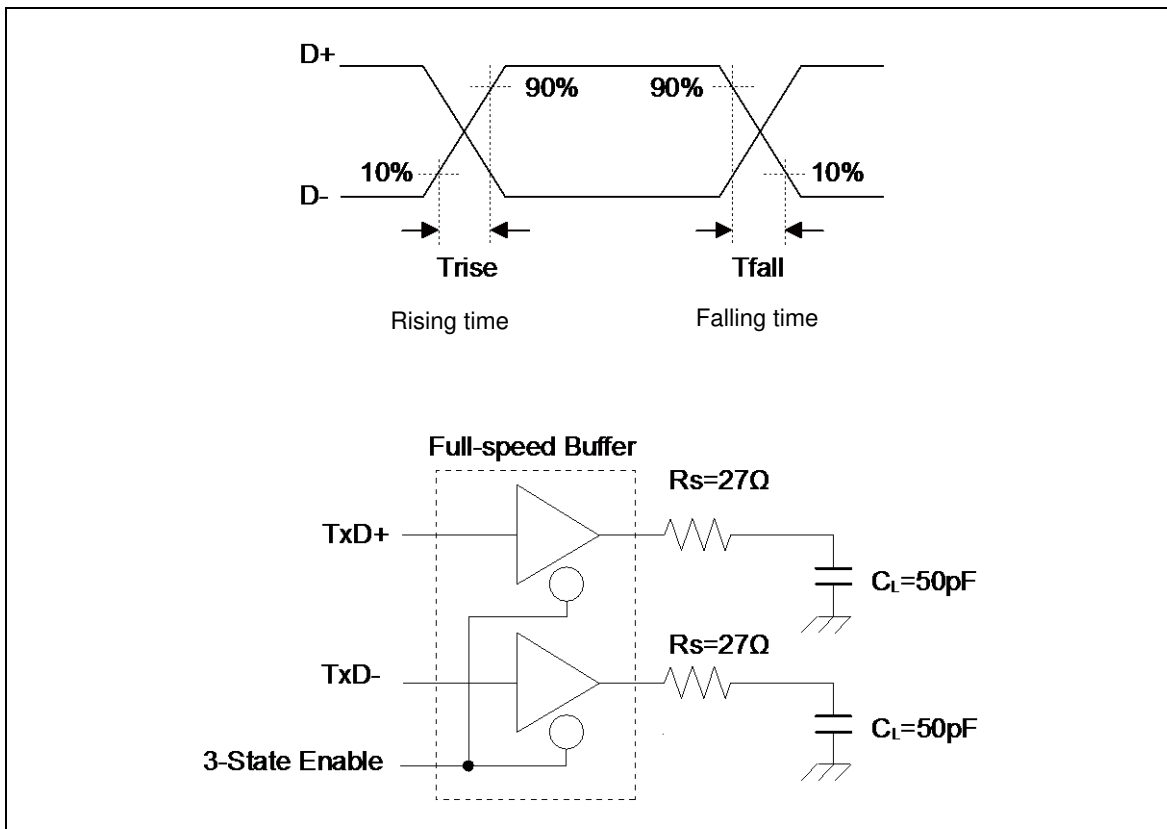 D+
90% 90%
10% 10%
D-
Trise Tfall
Rising time Falling time
Full-speed Buffer
Rs=27Ω
TxD+
CL=50pF
Rs=27Ω
TxD-
CL=50pF
3-State Enable